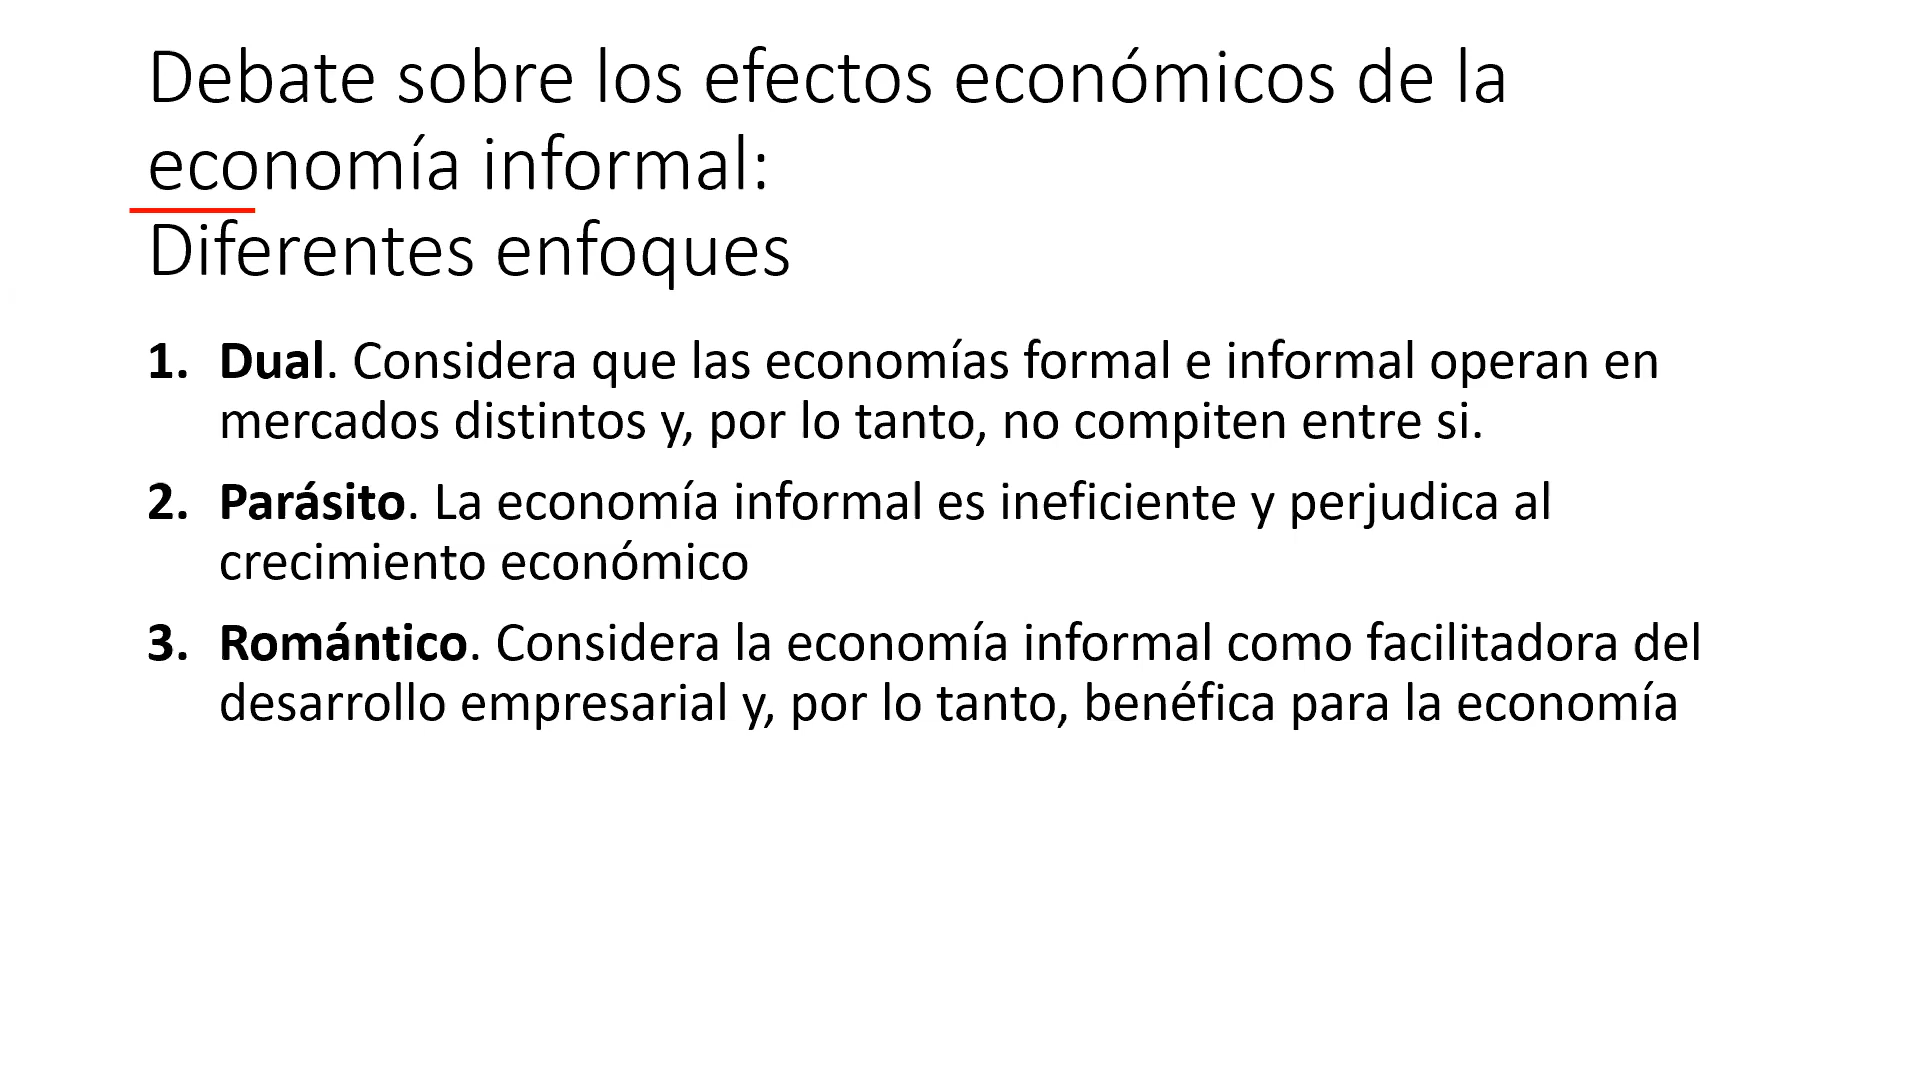 Debate sobre los efectos económicos de la
economía informal:
Diferentes enfoques
1. Dual. Considera que las economías formal e informal operan en
mercados distintos y, por lo tanto, no compiten entre si.
2. Parásito. La economía informal es ineficiente y perjudica al
crecimiento económico
3. Romántico. Considera la economía informal como facilitadora del
desarrollo empresarial y, por lo tanto, benéfica para la economía